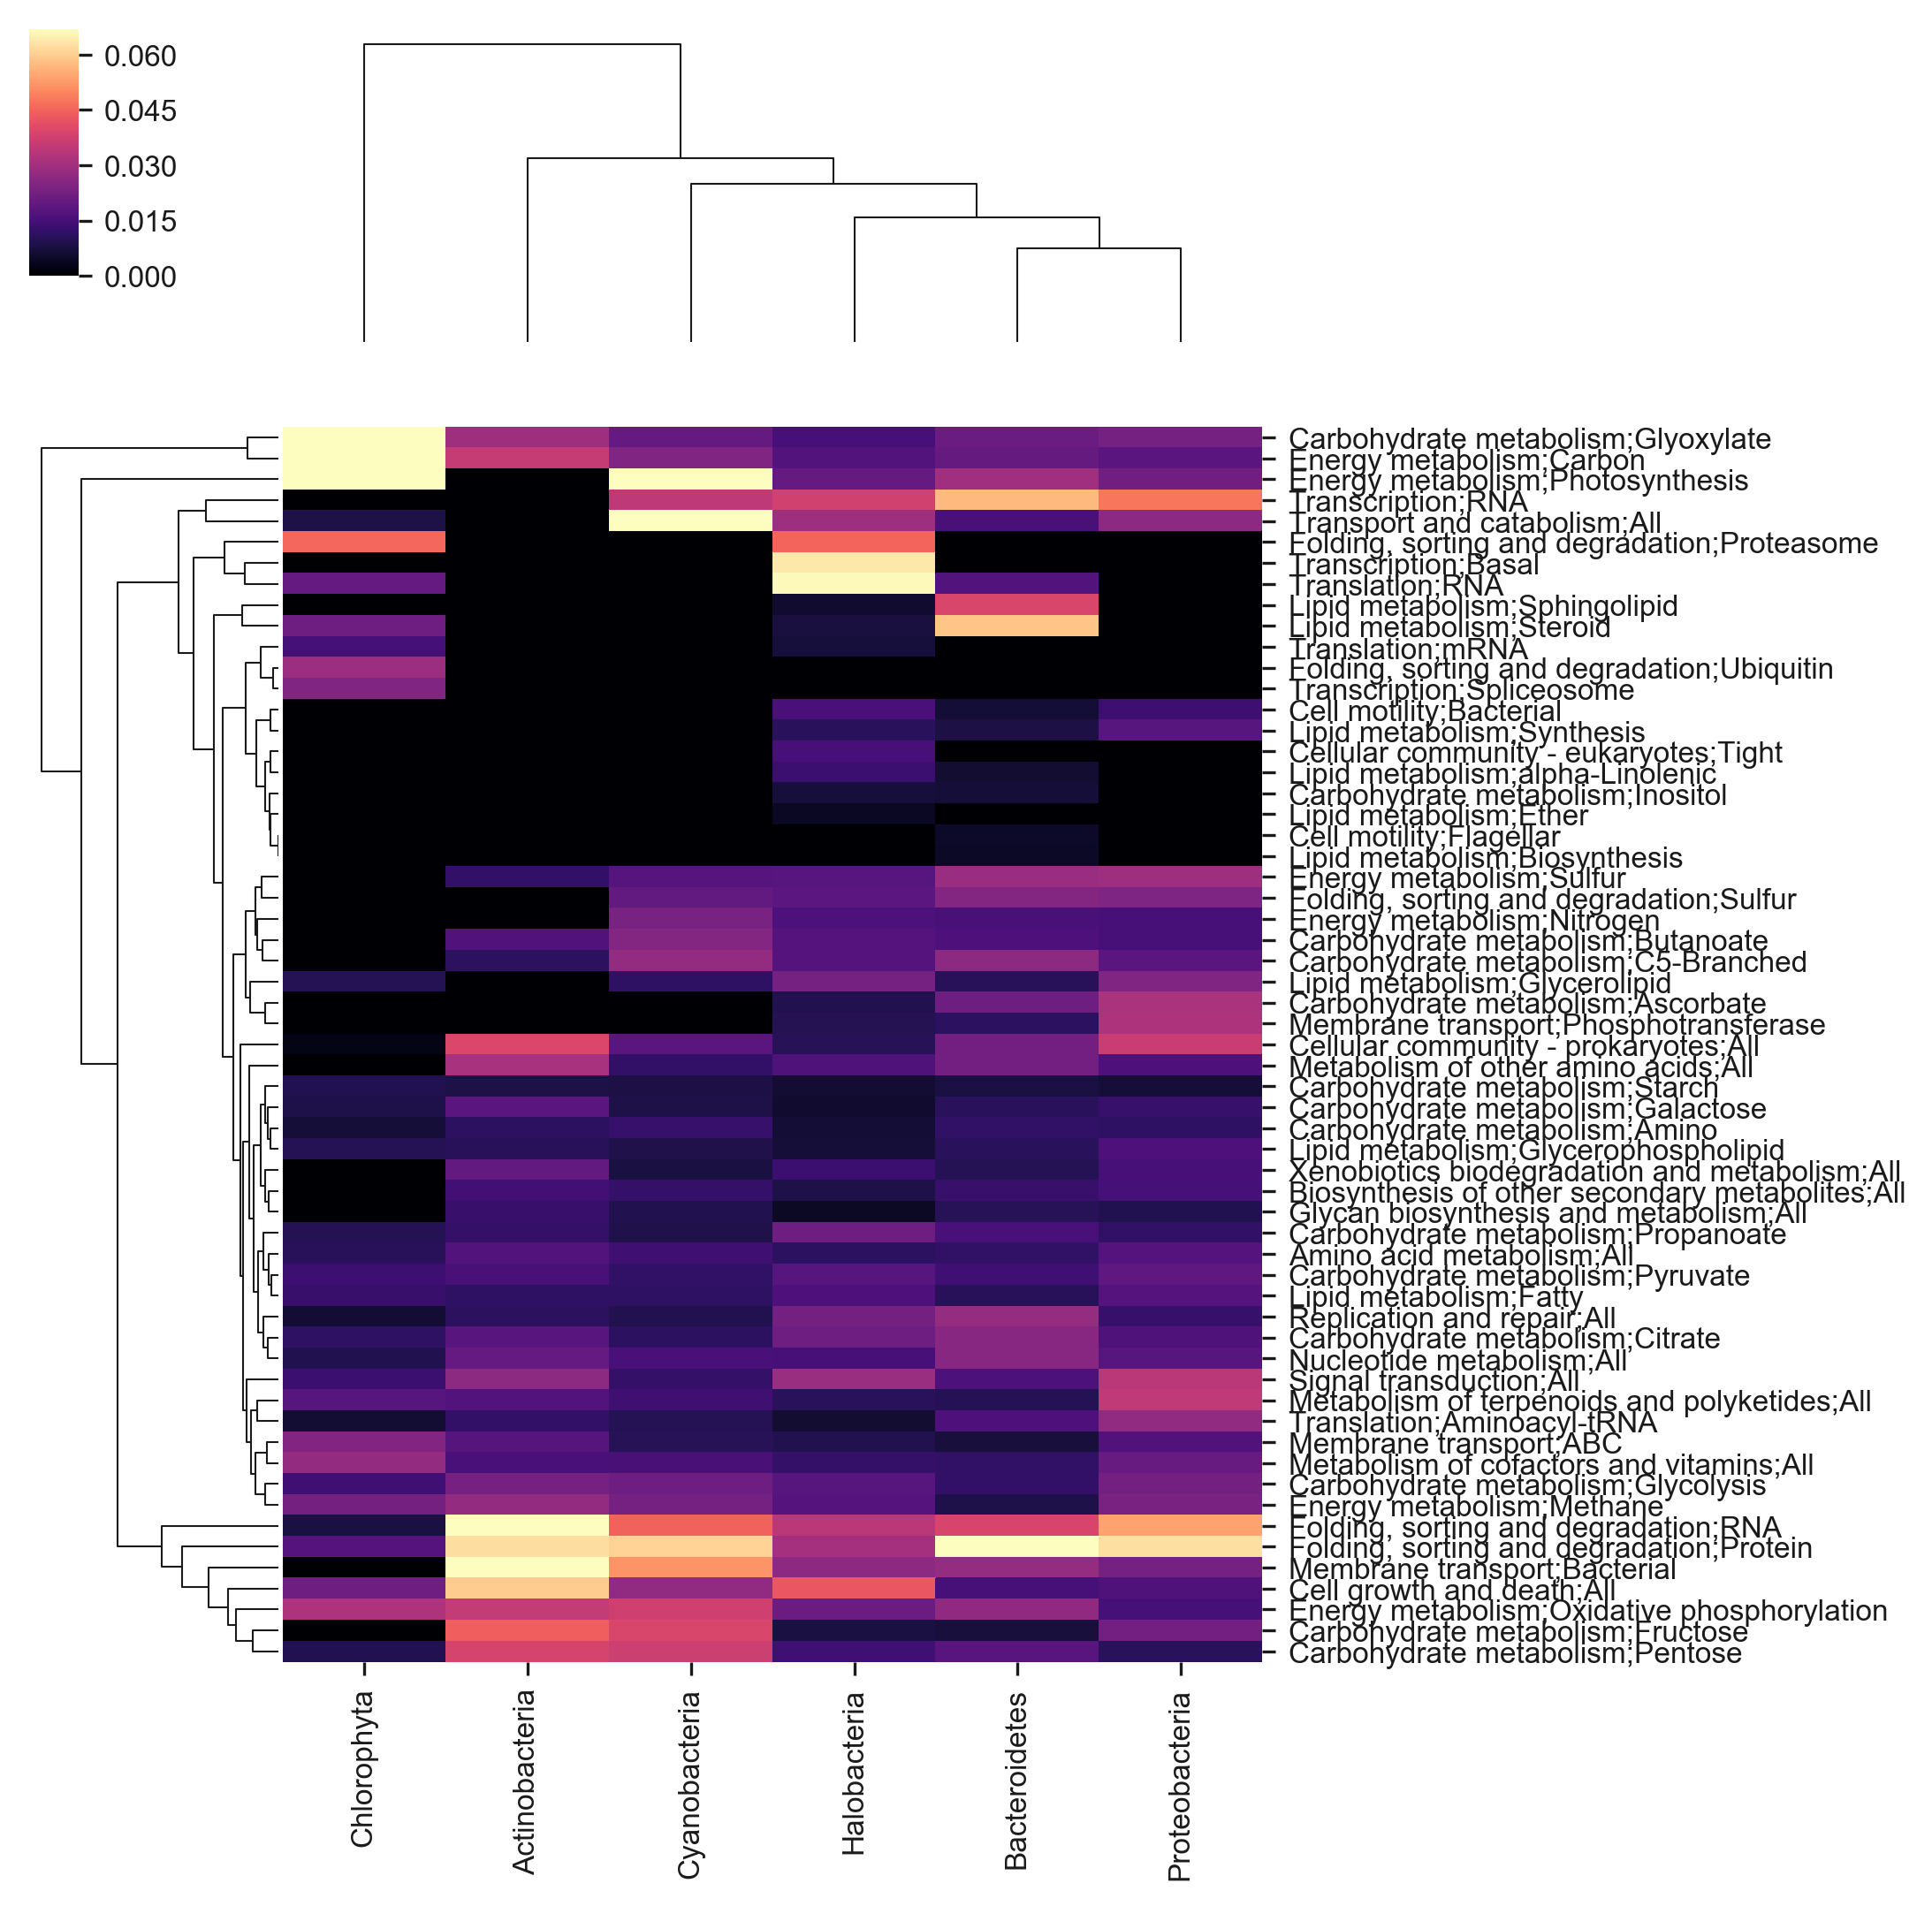 0.060
0.045
0.030
0.015
0.000
Carbohydrate metabolism;Glyoxylate
Energy metabolism;Carbon
Energy metabolism;Photosynthesis
Transcription;RNA
Transport and catabolism;All
Folding, sorting and degradation;Proteasome
Transcription;Basal
Translation;RNA
Lipid metabolism;Sphingolipid
Lipid metabolism;Steroid
Translation;mRNA
Folding, sorting and degradation;Ubiquitin
Transcription;Spliceosome
Cell motility;Bacterial
Lipid metabolism;Synthesis
Cellular community - eukaryotes;Tight
Lipid metabolism;alpha-Linolenic
Carbohydrate metabolism;Inositol
Lipid metabolism;Ether
Cell motility;Flagellar
Lipid metabolism;Biosynthesis
Energy metabolism;Sulfur
Folding, sorting and degradation;Sulfur
Energy metabolism;Nitrogen
Carbohydrate metabolism;Butanoate
Carbohydrate metabolism;C5-Branched
Lipid metabolism;Glycerolipid
Carbohydrate metabolism;Ascorbate
Membrane transport;Phosphotransferase
Cellular community - prokaryotes;All
Metabolism of other amino acids;All
Carbohydrate metabolism;Starch
Carbohydrate metabolism;Galactose
Carbohydrate metabolism;Amino
Lipid metabolism;Glycerophospholipid
Xenobiotics biodegradation and metabolism;All
Biosynthesis of other secondary metabolites;All
Glycan biosynthesis and metabolism;All
Carbohydrate metabolism;Propanoate
Amino acid metabolism;All
Carbohydrate metabolism;Pyruvate
Lipid metabolism;Fatty
Replication and repair;All
Carbohydrate metabolism;Citrate
Nucleotide metabolism;All
Signal transduction;All
Metabolism of terpenoids and polyketides;All
Translation;Aminoacyl-tRNA
Membrane transport;ABC
Metabolism of cofactors and vitamins;All
Carbohydrate metabolism;Glycolysis
Energy metabolism;Methane
Folding, sorting and degradation;RNA
Folding, sorting and degradation;Protein
Membrane transport;Bacterial
Cell growth and death;All
Energy metabolism;Oxidative phosphorylation
Carbohydrate metabolism;Fructose
Carbohydrate metabolism;Pentose
Chlorophyta
Actinobacteria
Cyanobacteria
Halobacteria
Bacteroidetes
Proteobacteria